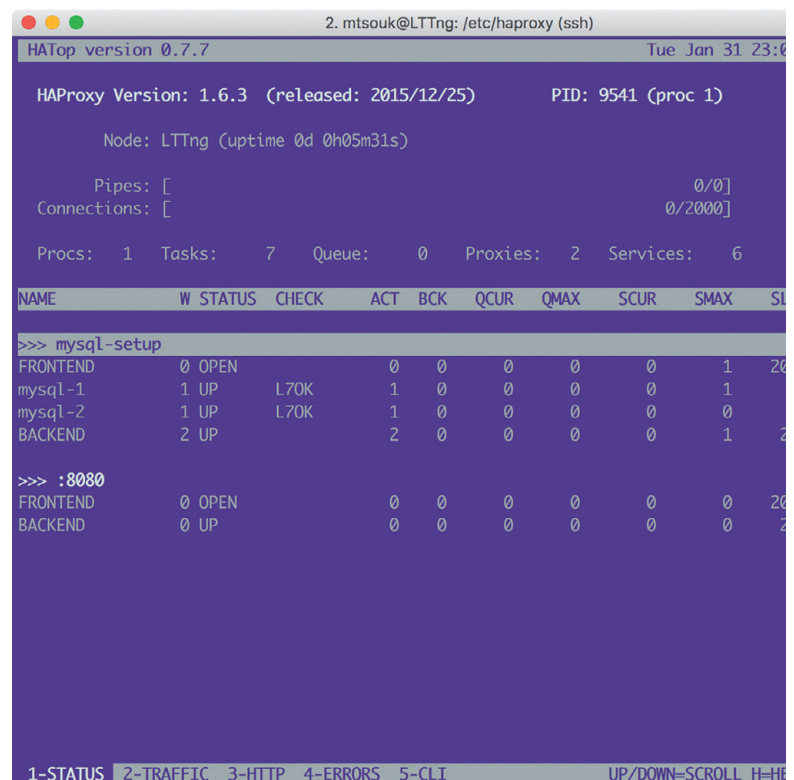 2. mtsouk@LTTng: /etc/haproxy (ssh)
HATop version 0.7.7 Tue Jan 31 23:0
HAProxy Version: 1.6.3 (released: 2015/12/25) PID: 9541 (proc 1)
Node: LTTng (uptime 0d 0h05m31s)
Pipes: [ 0/0]
Connections: [ 0/2000]
Procs: 1 Tasks: 7 Queue: 0 Proxies: 2 Services: 6
NAME W STATUS CHECK ACT BCK QCUR QMAX SCUR SMAX SL
>>> mysql-setup
FRONTEND 0 OPEN 0 0 0 0 0 1 20
mysql-1 1 UP L7OK 1 0 0 0 0 1
mysql-2 1 UP L7OK 1 0 0 0 0 0
BACKEND 2 UP 2 0 0 0 0 1 2
>>> :8080
FRONTEND 0 OPEN 0 0 0 0 0 0 20
BACKEND 0 UP 0 0 0 0 0 0 2
1-STATUS 2-TRAFFIC 3-HTTP 4-ERRORS 5-CLI UP/DOWN=SCROLL H=HE